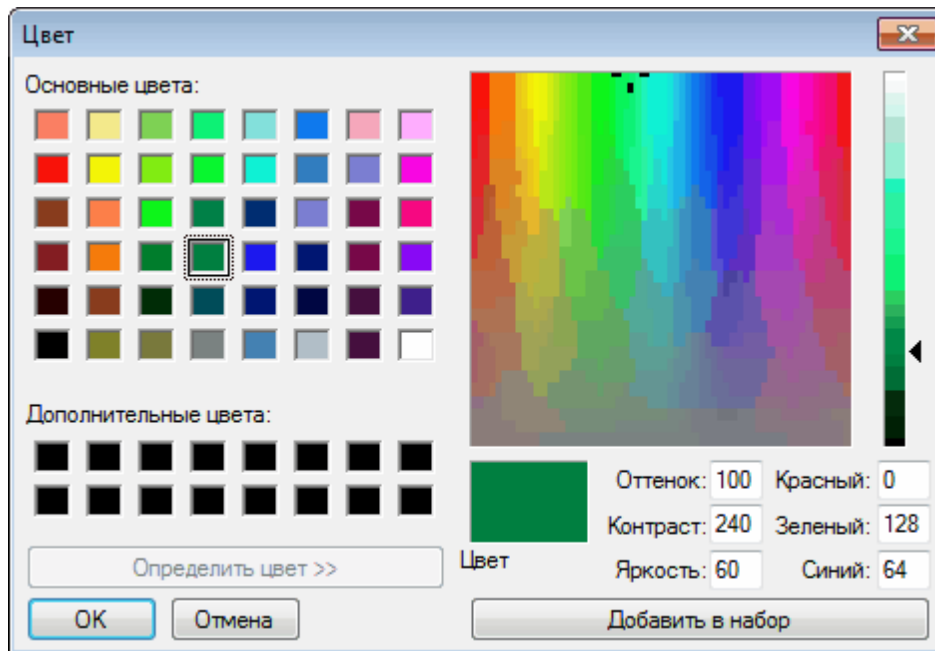 Цвет
Основные цвета:
Дополнительные цвета:
Определить цвет >>
OK
Отмена
Цвет
Оттенок: 100
Красный: 0
Контраст: 240
Зеленый: 128
Яркость: 60
Синий: 64
Добавить в набор